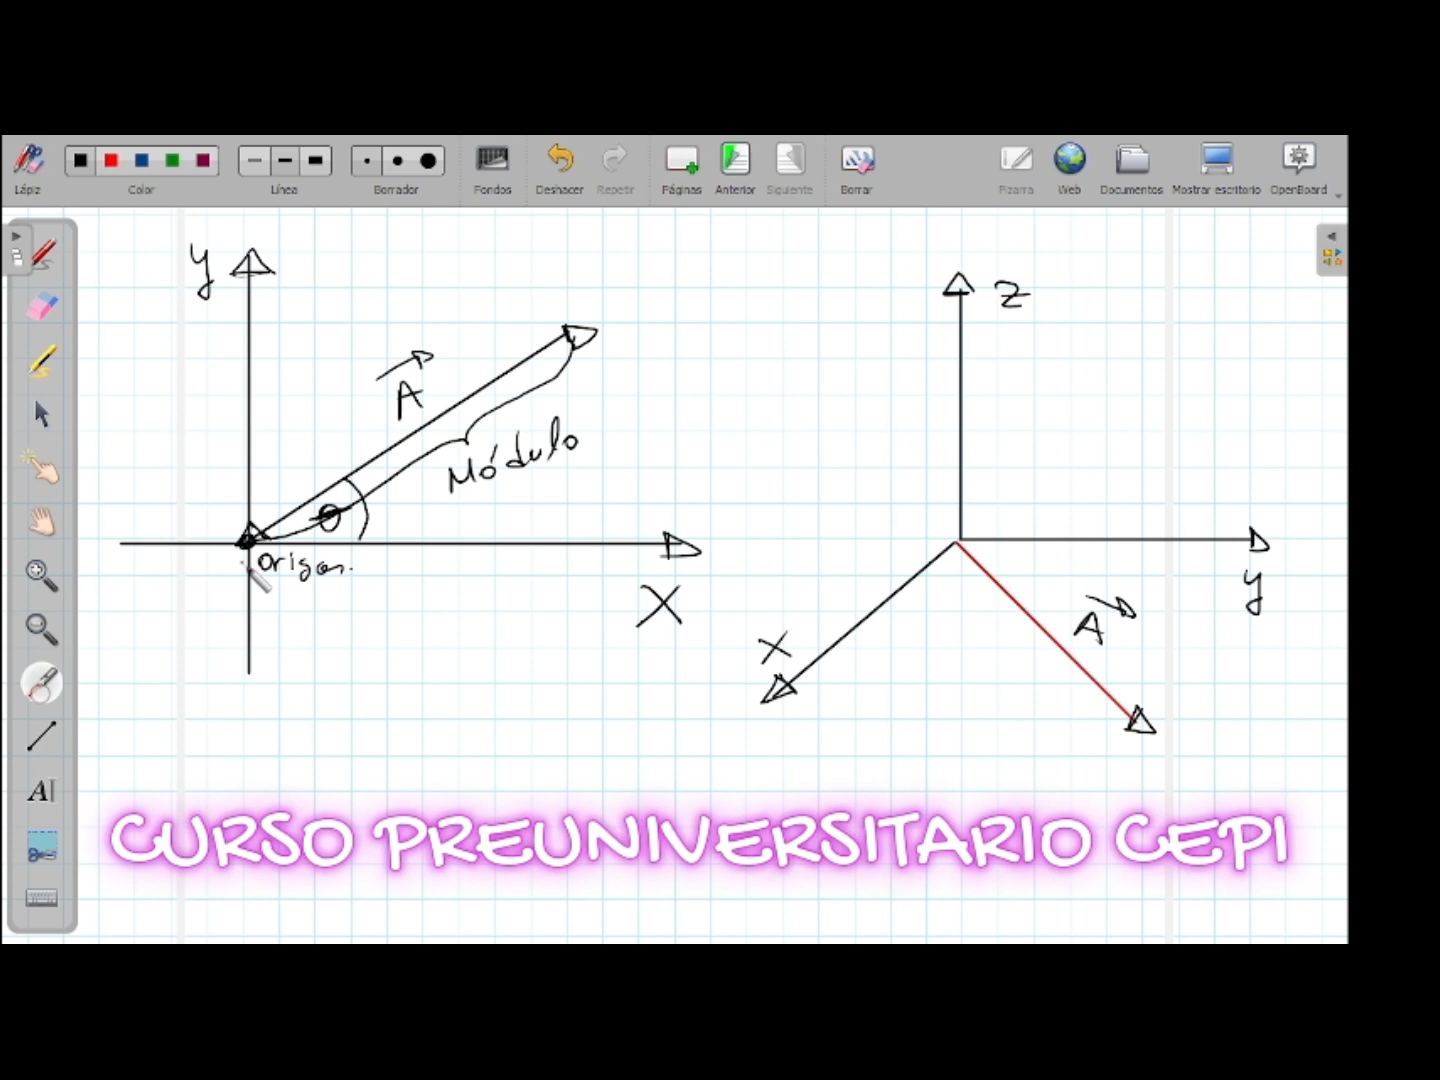 Lápiz
Color
Línea
Borrador
Fondos
Deshacer
Repetir
Páginas
Anterior
Siguiente
Borrar
Pizarra
Web
Documentos
Mostrar escritorio
OpenBoard
y
A
Módulo
θ
origen.
X
z
y
A
X
A
CURSO PREUNIVERSITARIO CEPI